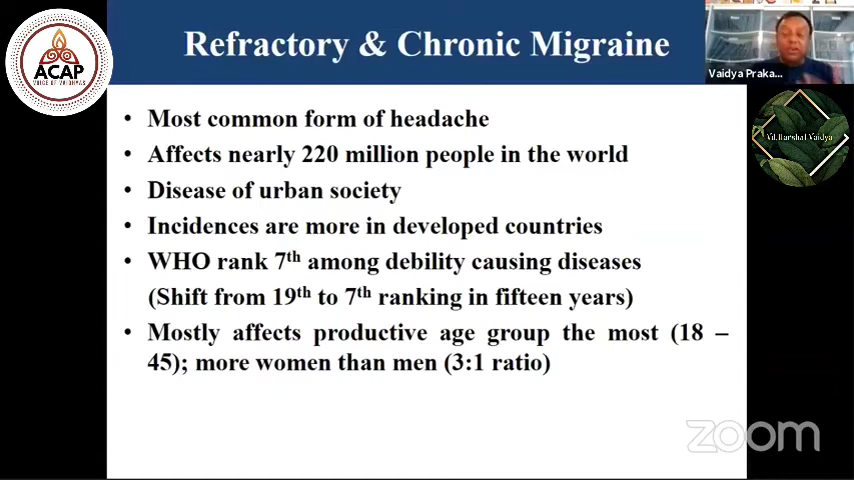 Refractory & Chronic Migraine
ACAP
VOICE OF VAIDHYAS
Vaidya Praka...
Vd.Harshal Vaidya
• Most common form of headache
• Affects nearly 220 million people in the world
• Disease of urban society
• Incidences are more in developed countries
• WHO rank 7th among debility causing diseases
(Shift from 19th to 7th ranking in fifteen years)
• Mostly affects productive age group the most (18 –
45); more women than men (3:1 ratio)
zoom